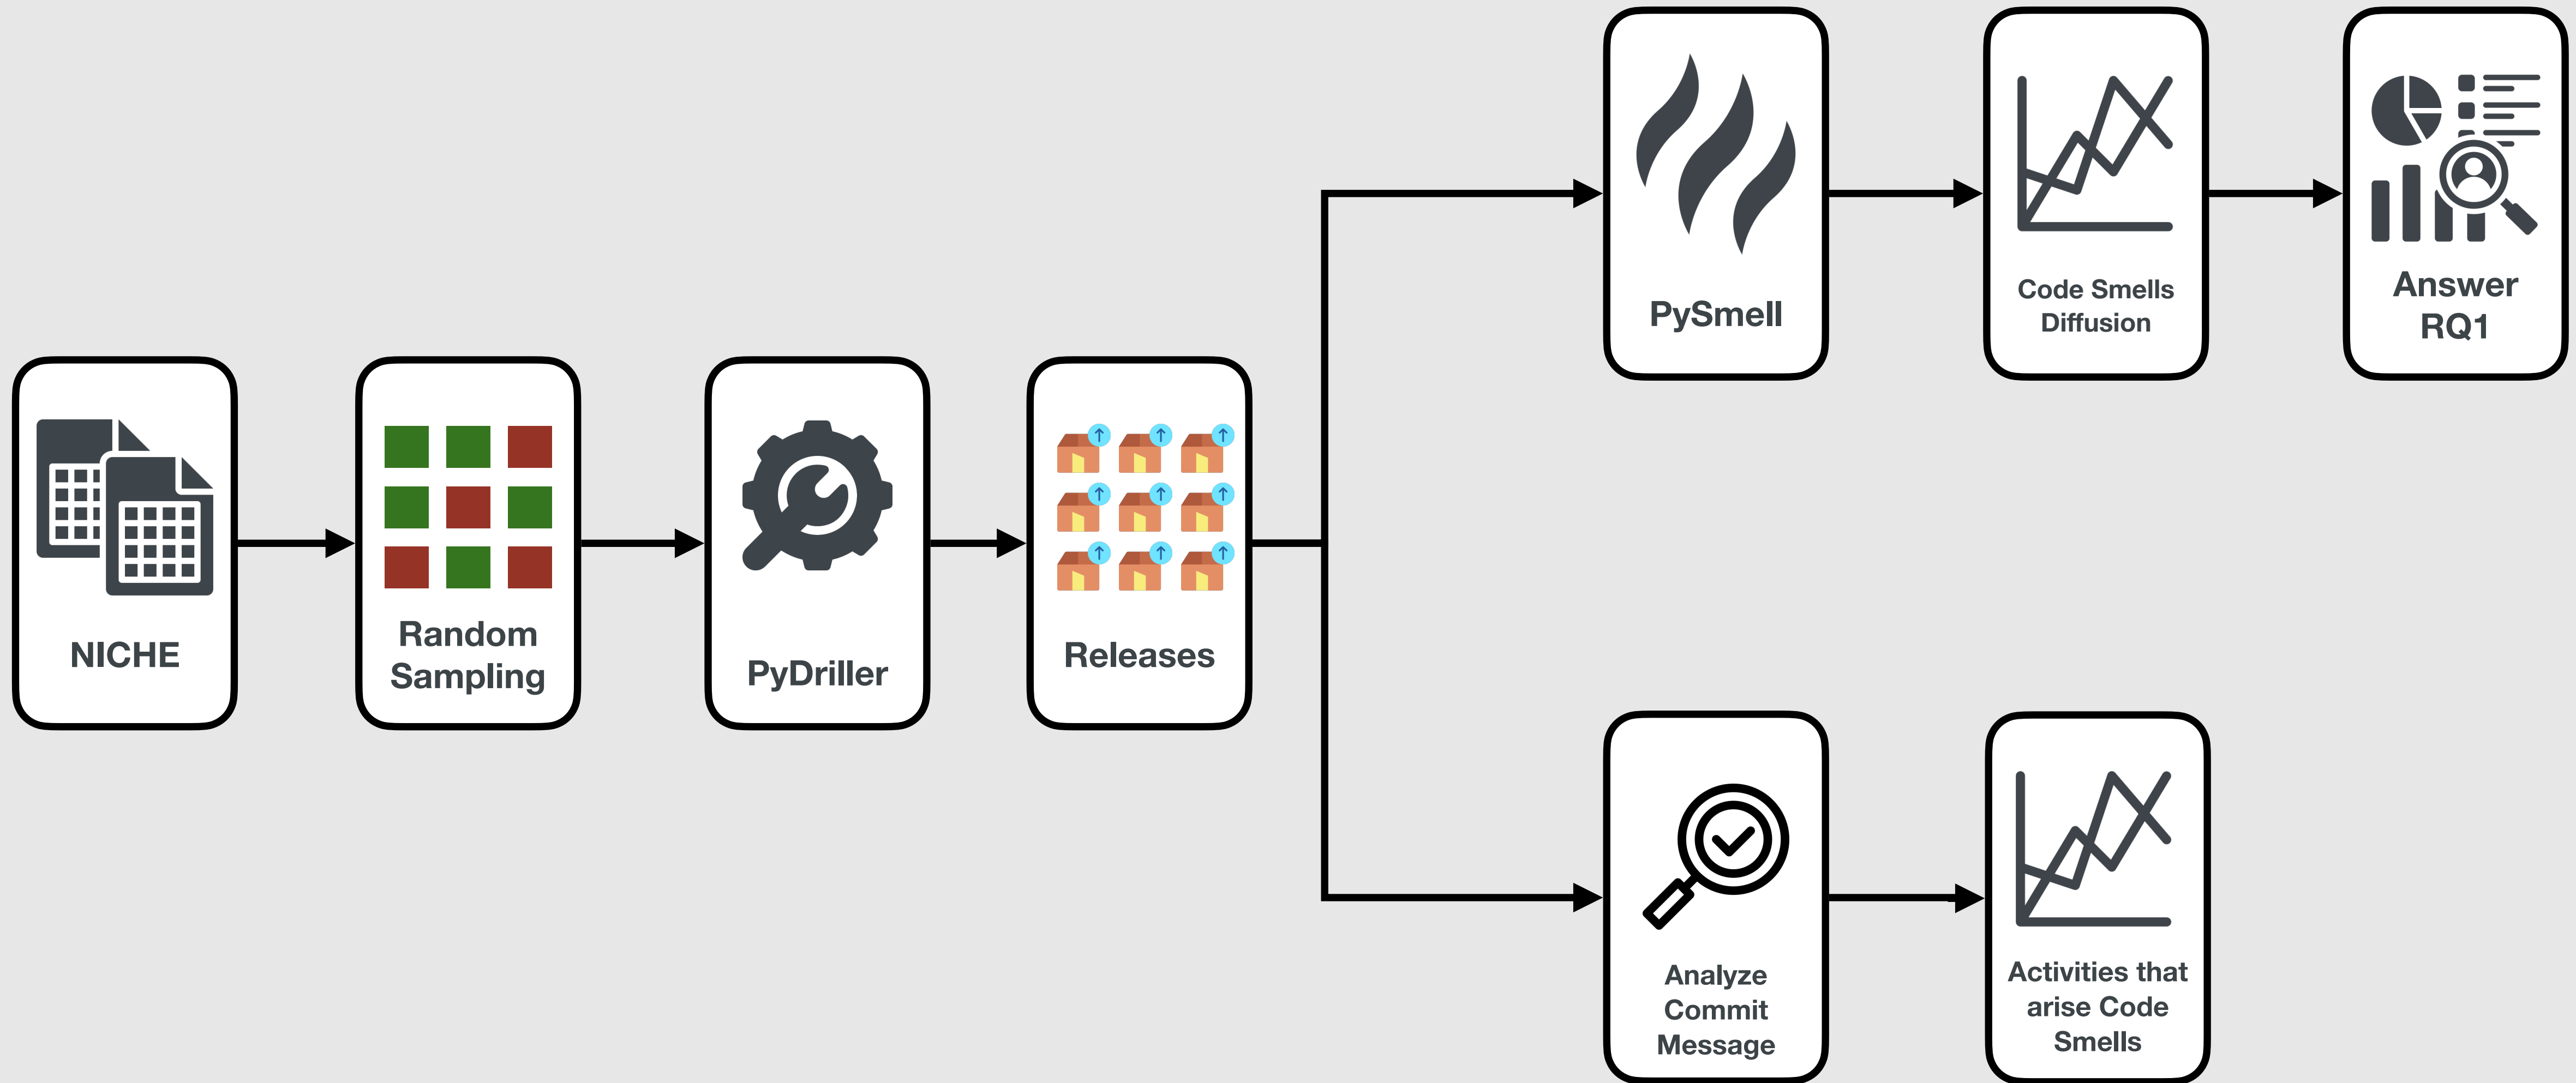 NICHE
Random
Sampling
PyDriller
Releases
PySmell
Code Smells
Diffusion
Answer
RQ1
Analyze
Commit
Message
Activities that
arise Code
Smells